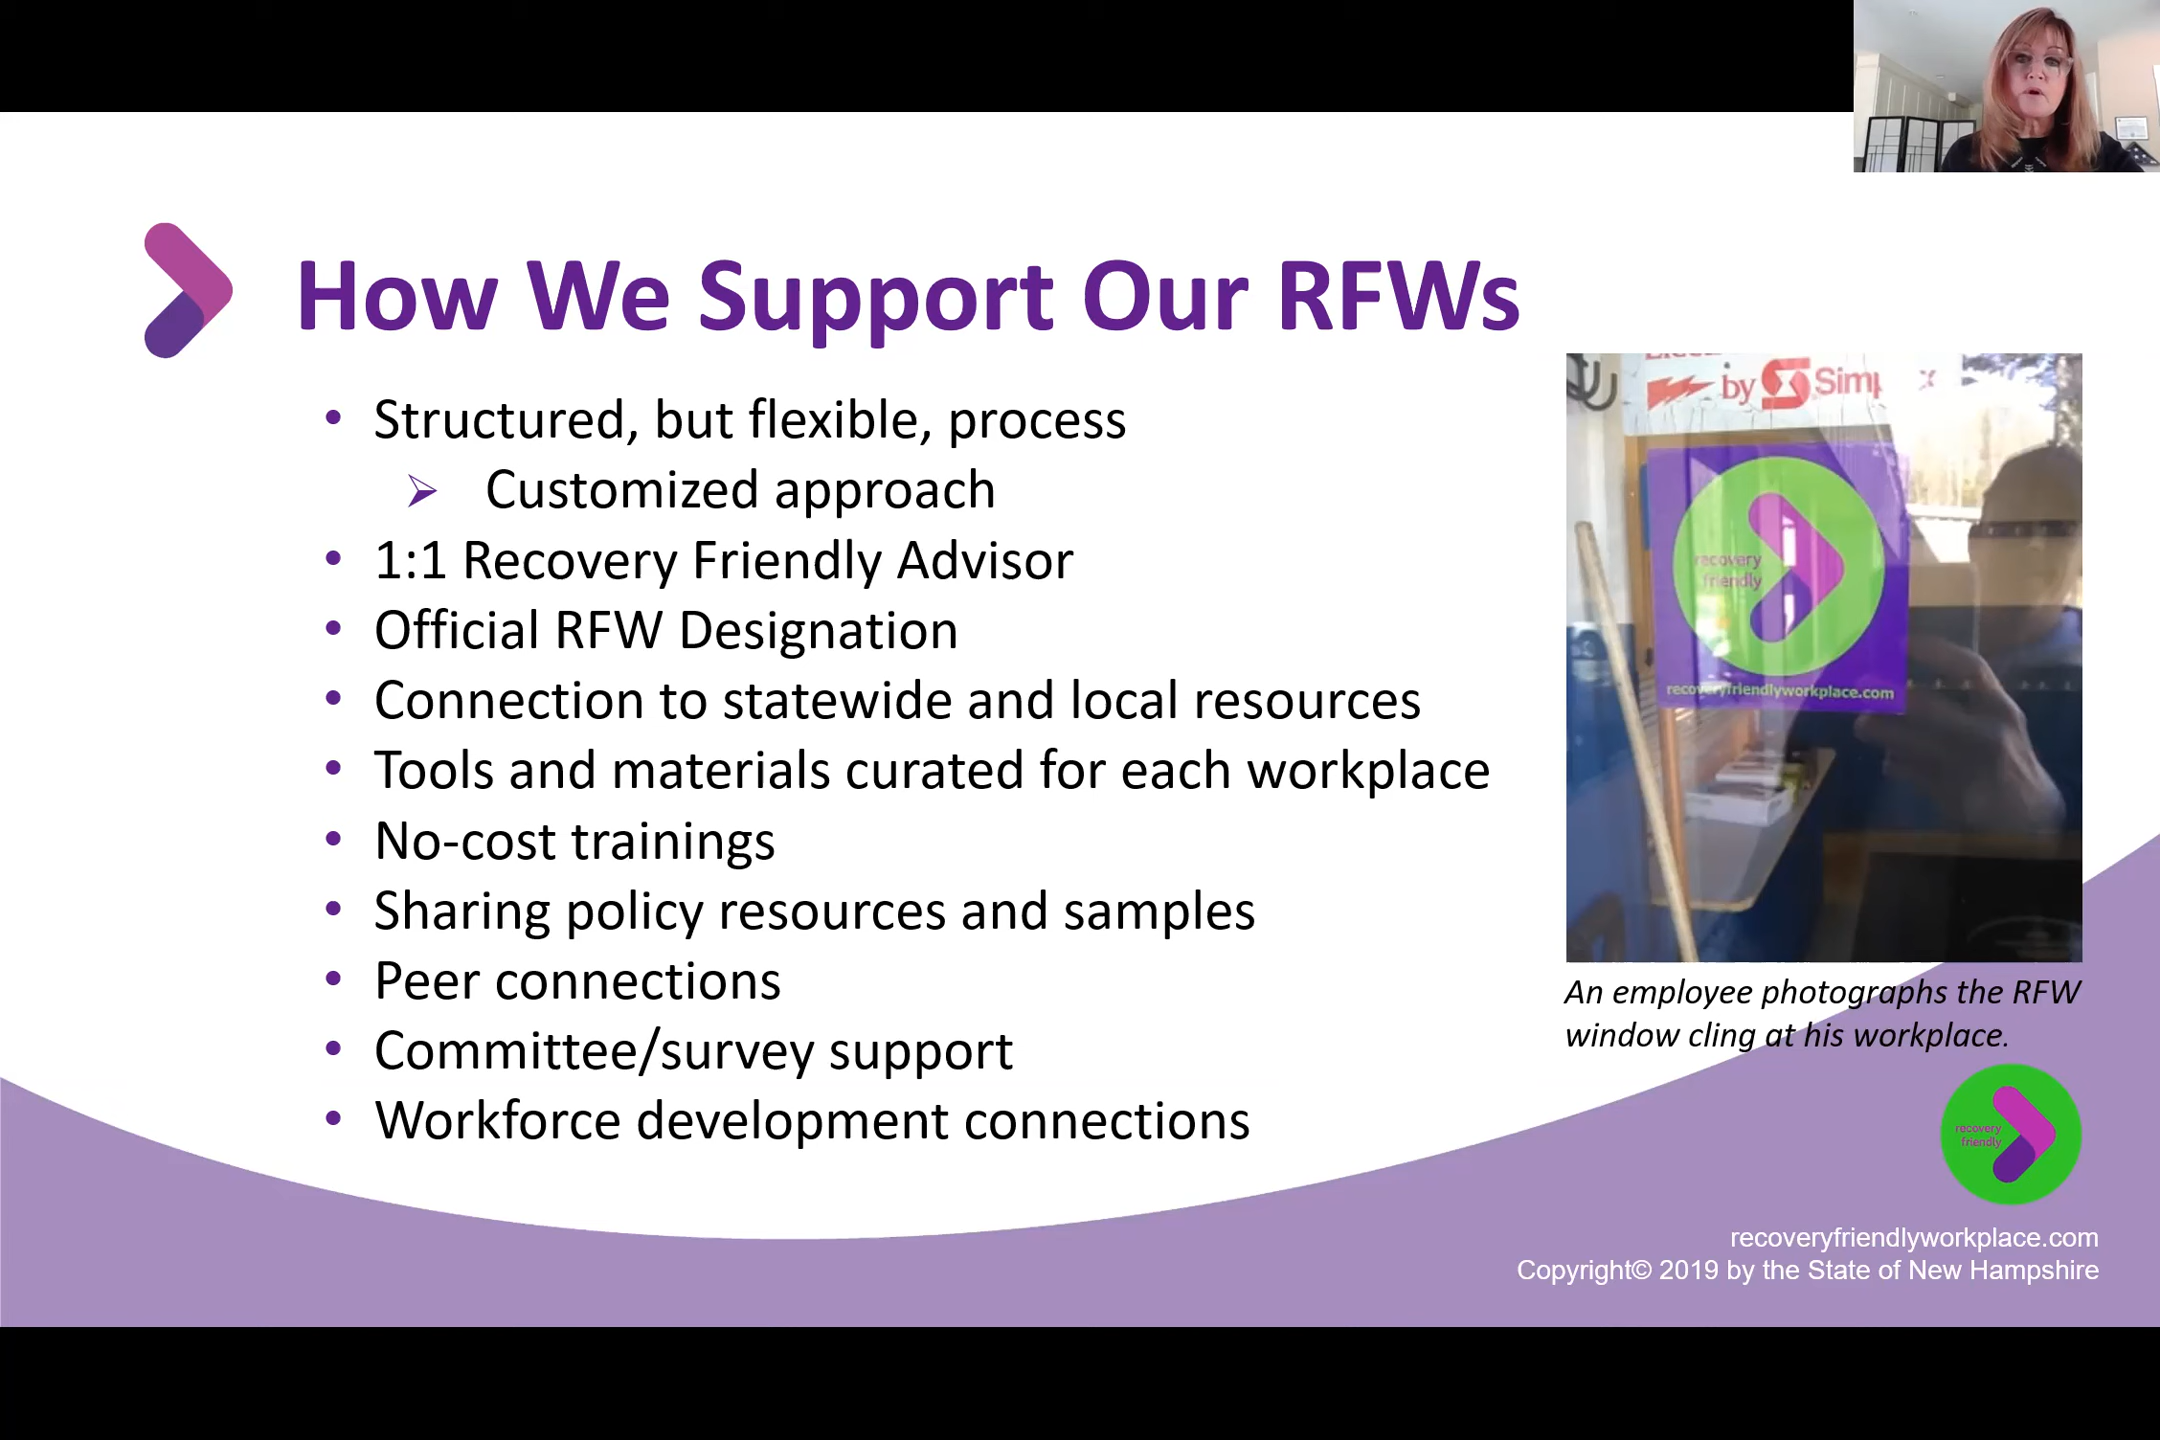 How We Support Our RFWs
• Structured, but flexible, process
➢ Customized approach
• 1:1 Recovery Friendly Advisor
• Official RFW Designation
• Connection to statewide and local resources
• Tools and materials curated for each workplace
• No-cost trainings
• Sharing policy resources and samples
• Peer connections
• Committee/survey support
• Workforce development connections
by Simp
recovery
friendly
recoveryfriendlyworkplace.com
An employee photographs the RFW
window cling at his workplace.
recovery
friendly
recoveryfriendlyworkplace.com
Copyright© 2019 by the State of New Hampshire